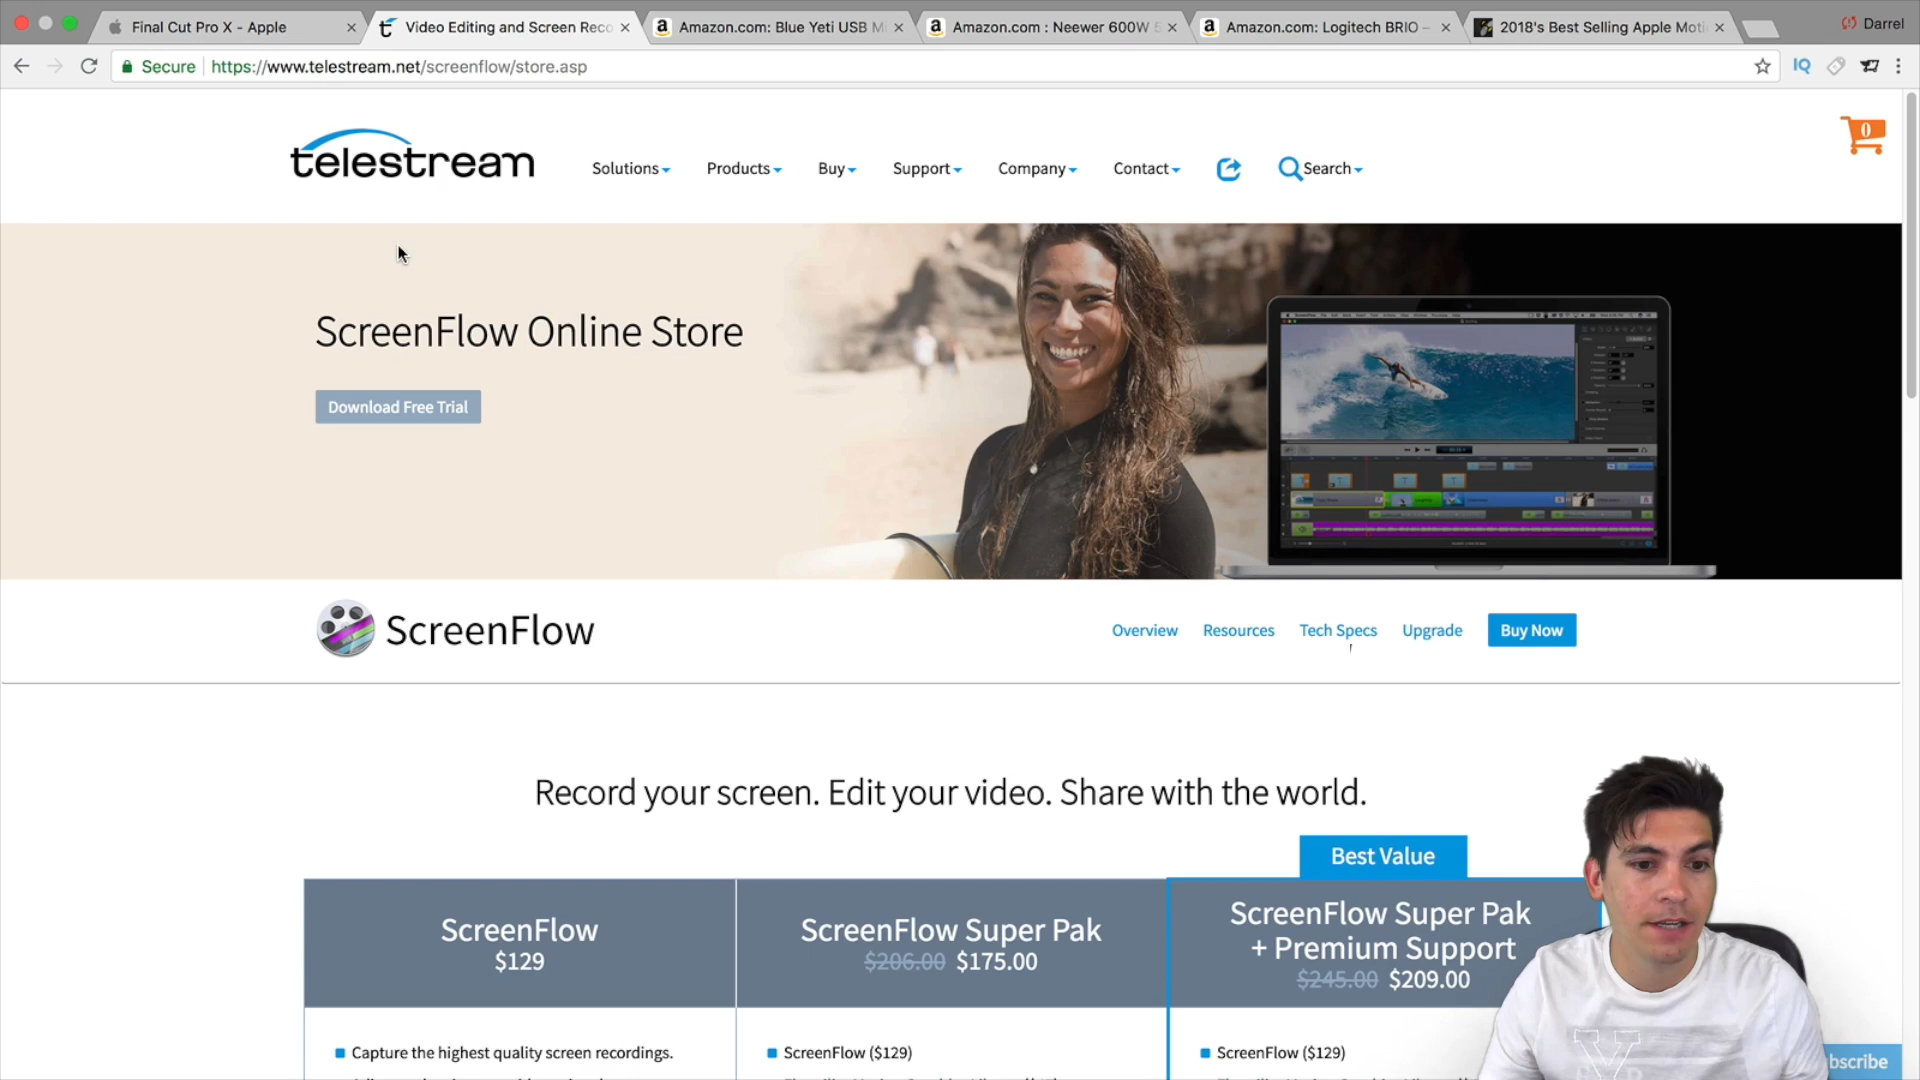 Final Cut Pro X - Apple
Video Editing and Screen Reco
Amazon.com: Blue Yeti USB Mi
Amazon.com : Neewer 600W 5
Amazon.com: Logitech BRIO –
2018's Best Selling Apple Moti
Darrel
Secure
https://www.telestream.net/screenflow/store.asp
IQ
telestream
Solutions
Products
Buy
Support
Company
Contact
Search
0
ScreenFlow Online Store
Download Free Trial
ScreenFlow
Overview
Resources
Tech Specs
Upgrade
Buy Now
Record your screen. Edit your video. Share with the world.
Best Value
ScreenFlow
$129
ScreenFlow Super Pak
$206.00 $175.00
ScreenFlow Super Pak
+ Premium Support
$245.00 $209.00
Capture the highest quality screen recordings.
ScreenFlow ($129)
ScreenFlow ($129)
bscribe